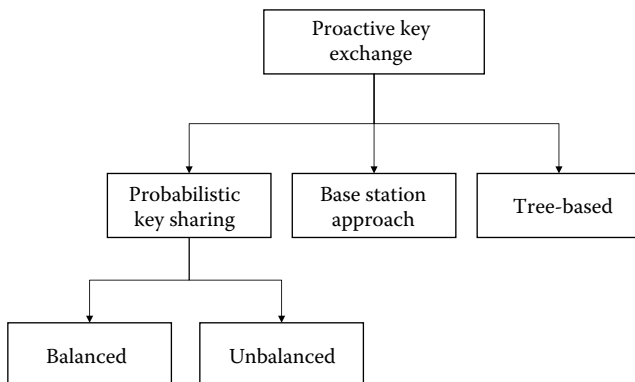 Proactive key
exchange
Probabilistic
key sharing
Base station
approach
Tree-based
Balanced
Unbalanced